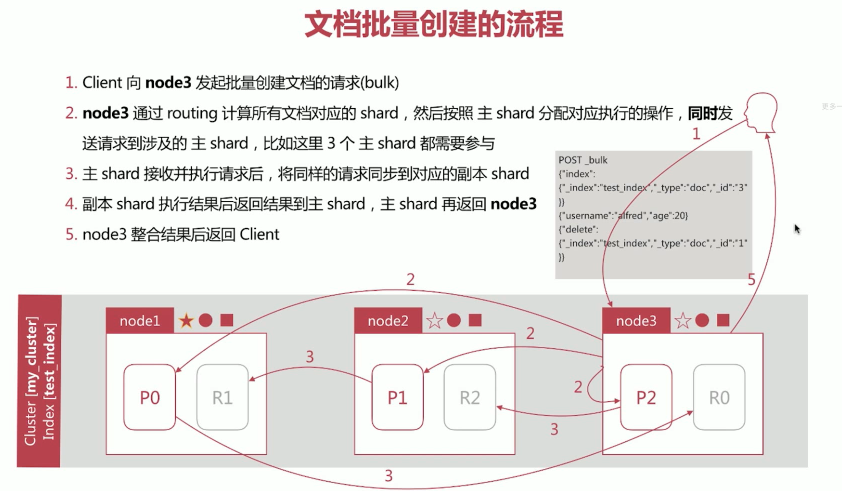 文档批量创建的流程
1. Client 向 node3 发起批量创建文档的请求(bulk)
2. node3 通过 routing 计算所有文档对应的 shard，然后按照 主 shard 分配对应执行的操作，同时发
送请求到涉及的 主 shard，比如这里 3 个 主 shard 都需要参与
3. 主 shard 接收并执行请求后，将同样的请求同步到对应的副本 shard
4. 副本 shard 执行结果后返回结果到主 shard，主 shard 再返回 node3
5. node3 整合结果后返回 Client
更多一
1
POST _bulk
{"index":
{"_index":"test_index","_type":"doc","_id":"3"
}}
{"username":"alfred","age":20}
{"delete":
{"_index":"test_index","_type":"doc","_id":"1"
}}
2
5
Cluster [my_cluster]
Index [test_index]
node1
node2
node3
2
3
2
P0
R1
P1
R2
P2
R0
3
3